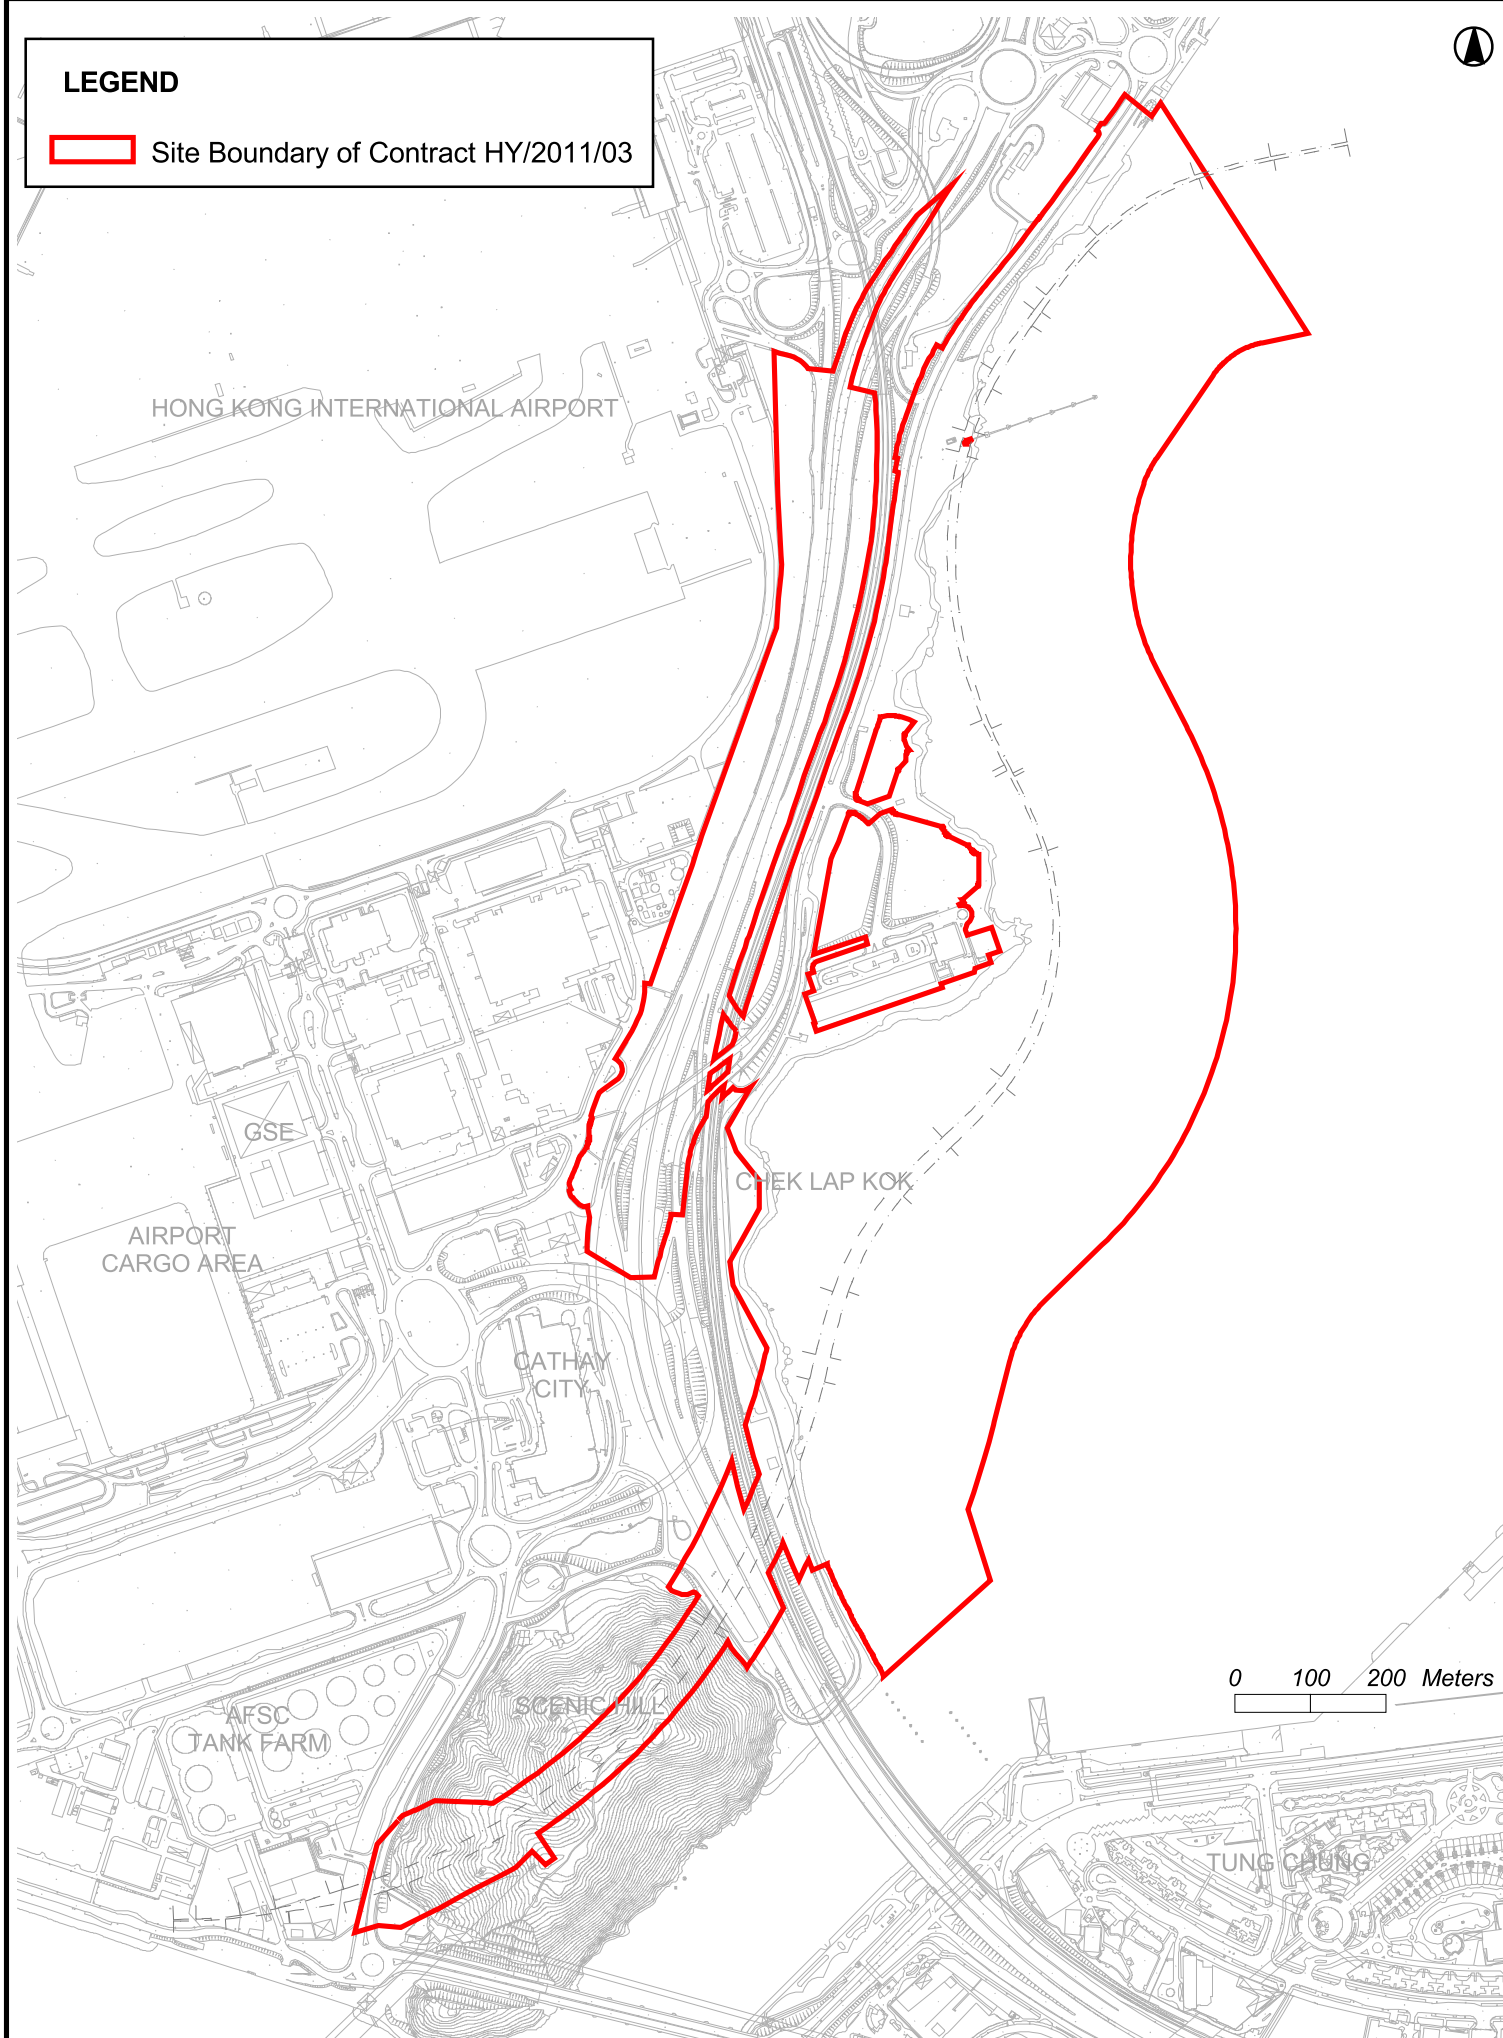 LEGEND
Site Boundary of Contract HY/2011/03
HONG KONG INTERNATIONAL AIRPORT
GSE
CHEK LAP KOK
AIRPORT
CARGO AREA
CATHAY
CITY
0 100 200 Meters
SCENIC HILL
AFSC
TANK FARM
TUNG CHUNG